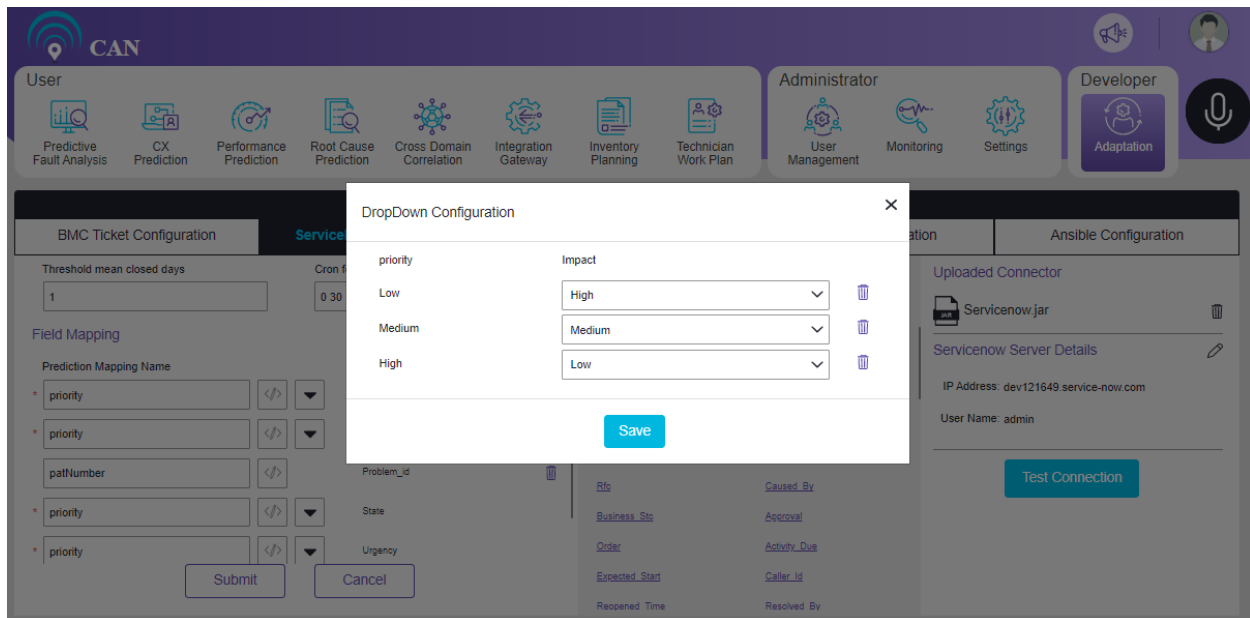 CAN
User
Administrator
Developer
Predictive
Fault Analysis
CX
Prediction
Performance
Prediction
Root Cause
Prediction
Cross Domain
Correlation
Integration
Gateway
Inventory
Planning
Technician
Work Plan
User
Management
Monitoring
Settings
Adaptation
BMC Ticket Configuration
Ansible Configuration
DropDown Configuration
priority
Impact
Low
High
Medium
Medium
High
Low
Save
Threshold mean closed days
1
0 30
Field Mapping
Prediction Mapping Name
* priority
* priority
patNumber
Problem_id
* priority
State
* priority
Urgency
Submit
Cancel
Rfc
Caused By
Business Stc
Approval
Order
Activity Due
Expected Start
Caller Id
Reopened Time
Resolved By
Uploaded Connector
JAR
Servicenow.jar
Servicenow Server Details
IP Address: dev121649.service-now.com
User Name: admin
Test Connection